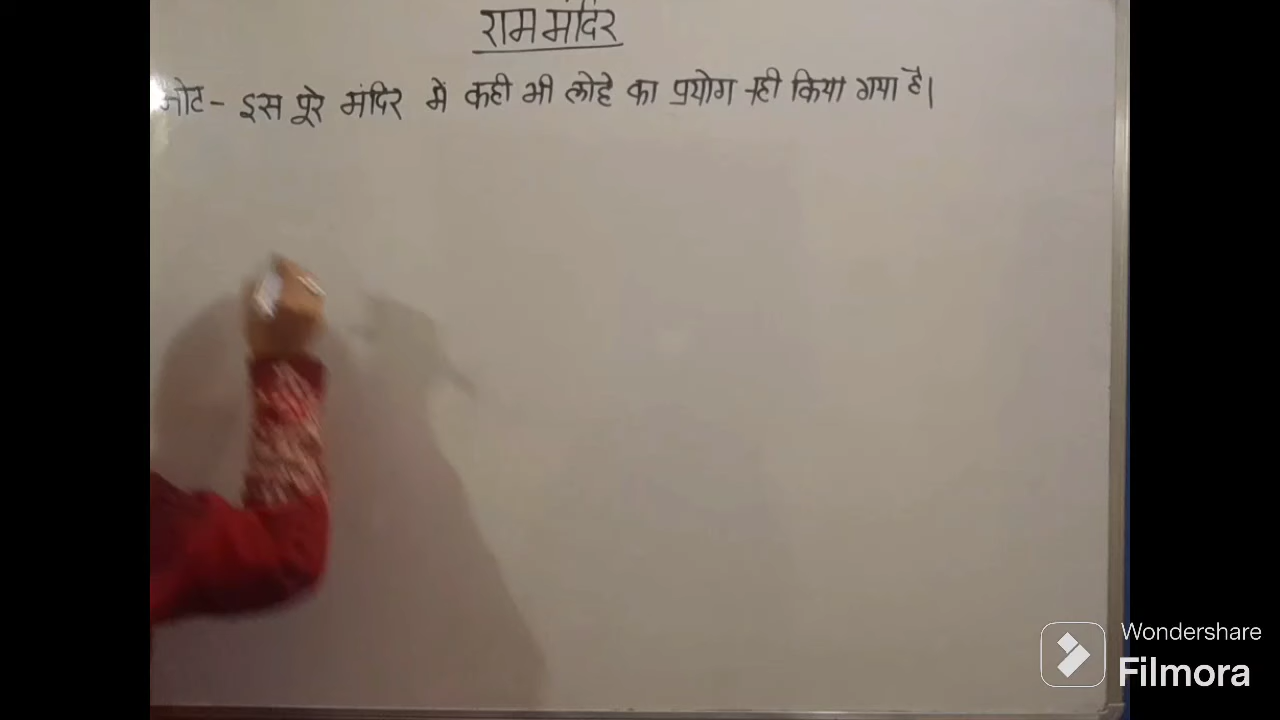 राम मंदिर
नोट - इस पूरे मंदिर में कही भी लोहे का प्रयोग नही किया गया है।
Wondershare
Filmora